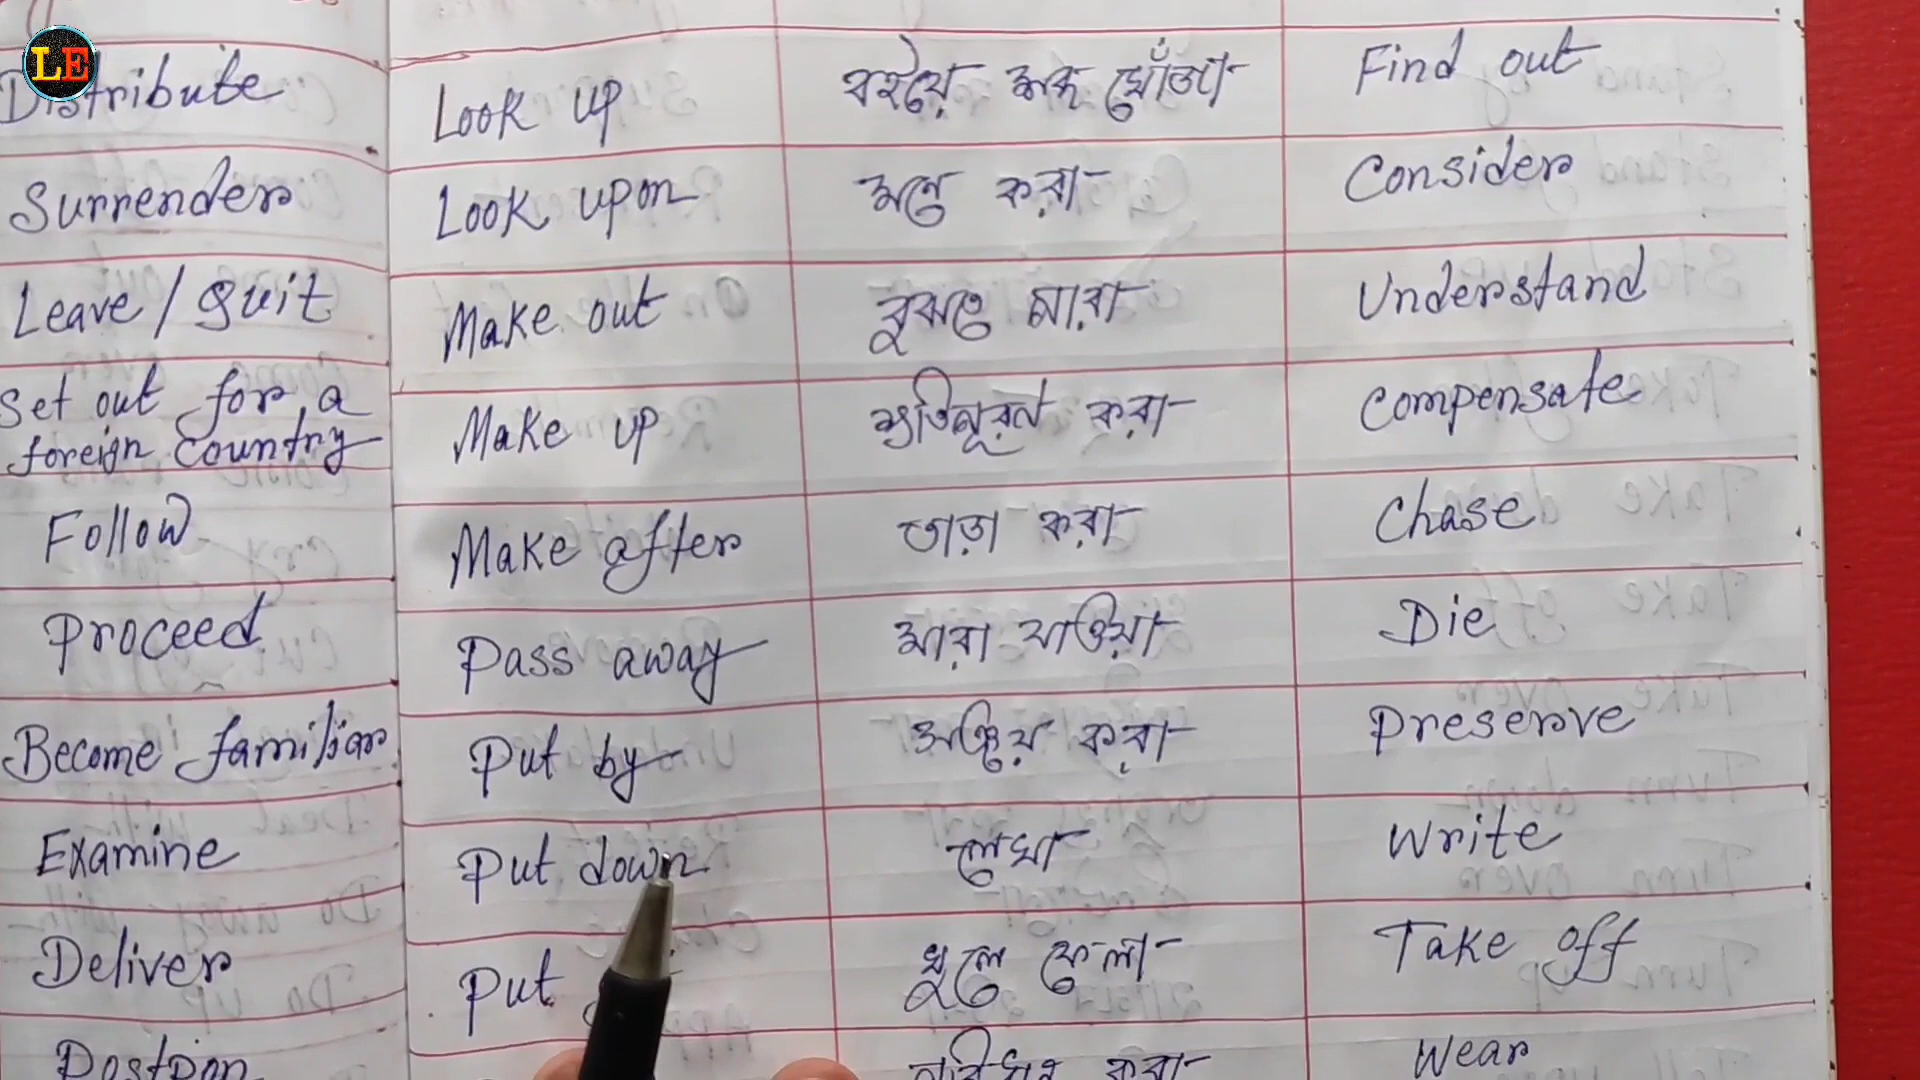 LE
Distribute
Look up বইয়ে শব্দ খোঁজা Find out
Surrender
Look upon মনে করা Consider
Leave / Quit
Make out বুঝতে পারা Understand
Set out for a
foreign country
Make up ক্ষতিপূরণ করা Compensate
Follow
Make after তাড়া করা Chase
Proceed
Pass away মারা যাওয়া Die
Become familiar
Put by সঞ্চয় করা Preserve
Examine
Put down লেখা Write
Deliver
Put খুলে ফেলা Take off
Postpon
করা Wear